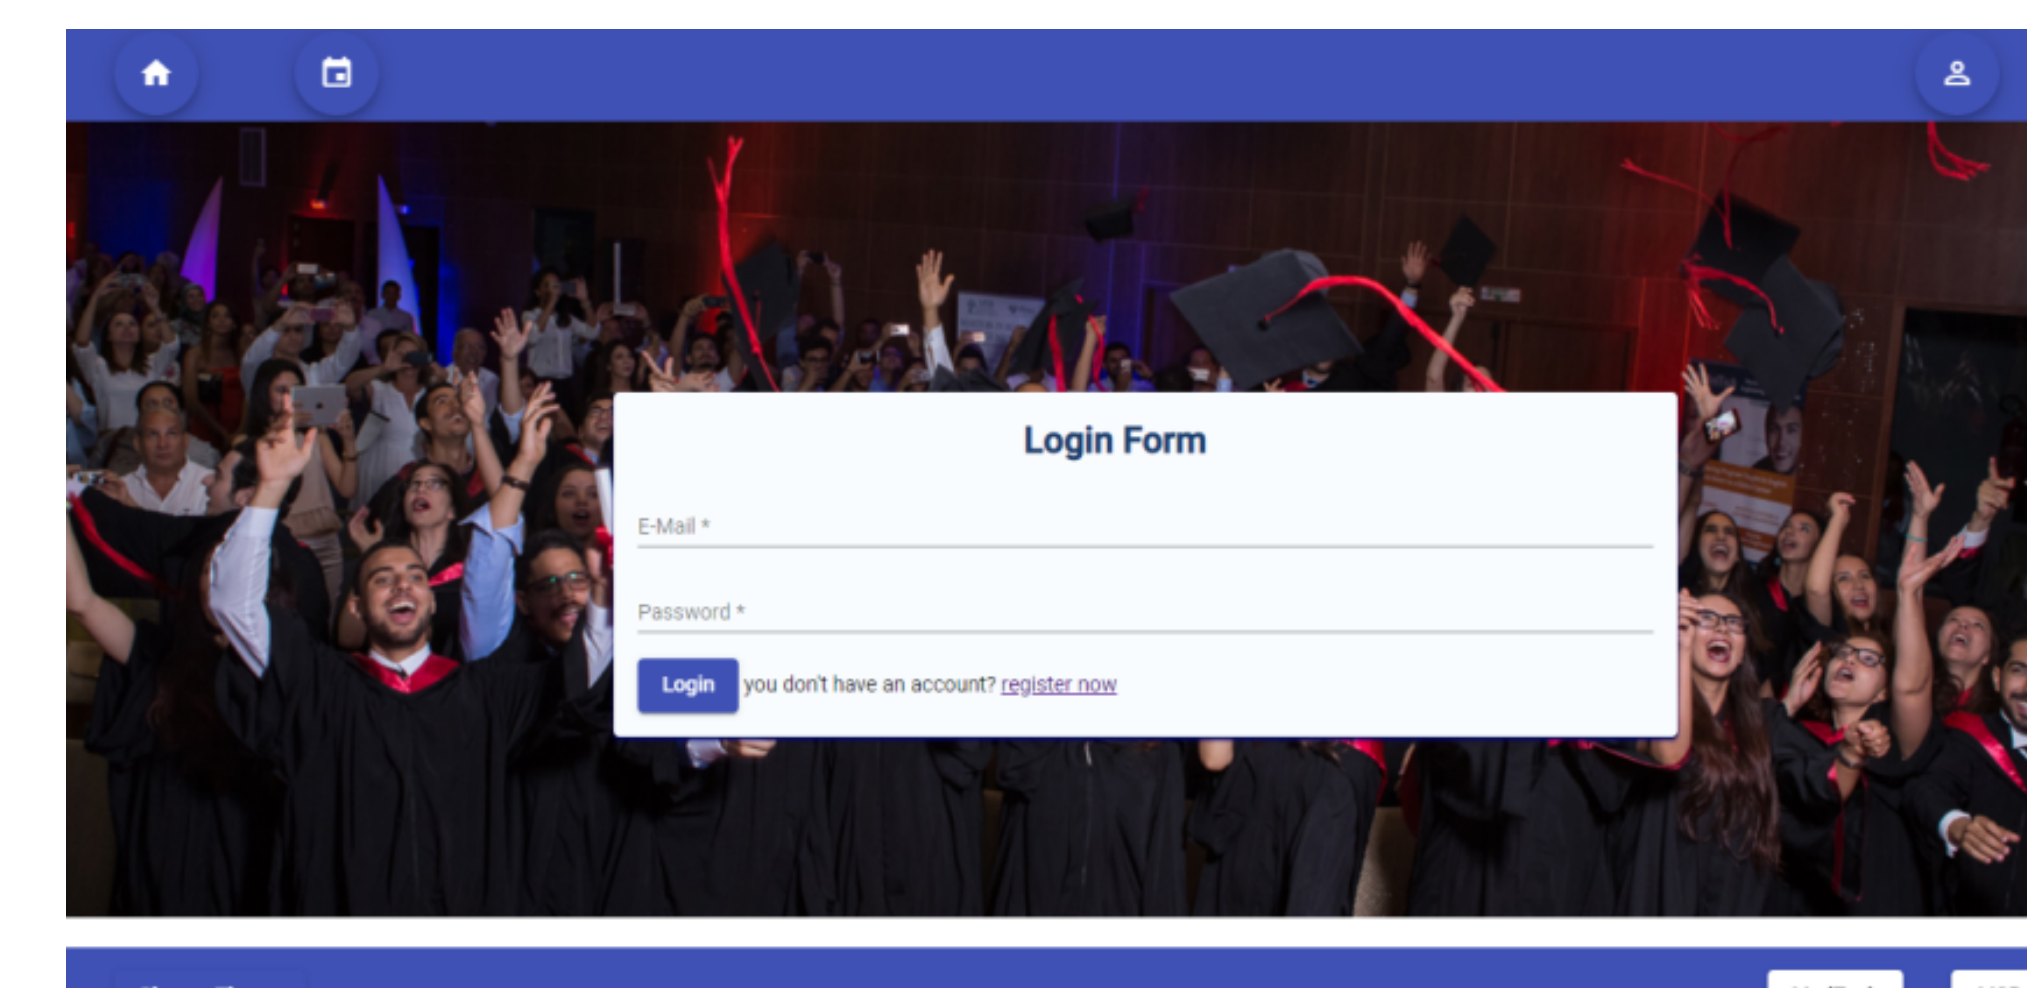 Login Form
E-Mail *
Password *
Login you don't have an account? register now